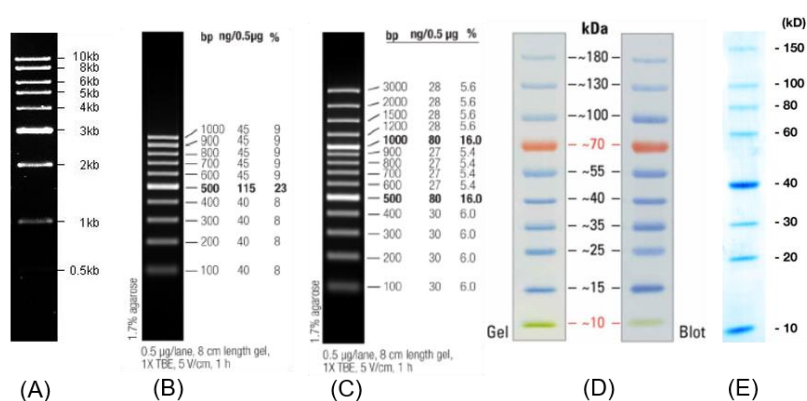 10kb
8kb
6kb
5kb
4kb
3kb
2kb
1kb
0.5kb
(A)
bp ng/0.5µg %
1000 45 9
900 45 9
800 45 9
700 45 9
600 45 9
500 115 23
400 40 8
300 40 8
200 40 8
100 40 8
1.7% agarose
0.5 µg/lane, 8 cm length gel,
1X TBE, 5 V/cm, 1 h
(B)
bp ng/0.5 µg %
3000 28 5.6
2000 28 5.6
1500 28 5.6
1200 28 5.6
1000 80 16.0
900 27 5.4
800 27 5.4
700 27 5.4
600 27 5.4
500 80 16.0
400 30 6.0
300 30 6.0
200 30 6.0
100 30 6.0
1.7% agarose
0.5 µg/lane, 8 cm length gel,
1X TBE, 5 V/cm, 1 h
(C)
kDa
~180
~130
~100
~70
~55
~40
~35
~25
~15
~10
Gel
Blot
(D)
(kD)
- 150
- 100
- 80
- 60
- 40
- 30
- 20
- 10
(E)